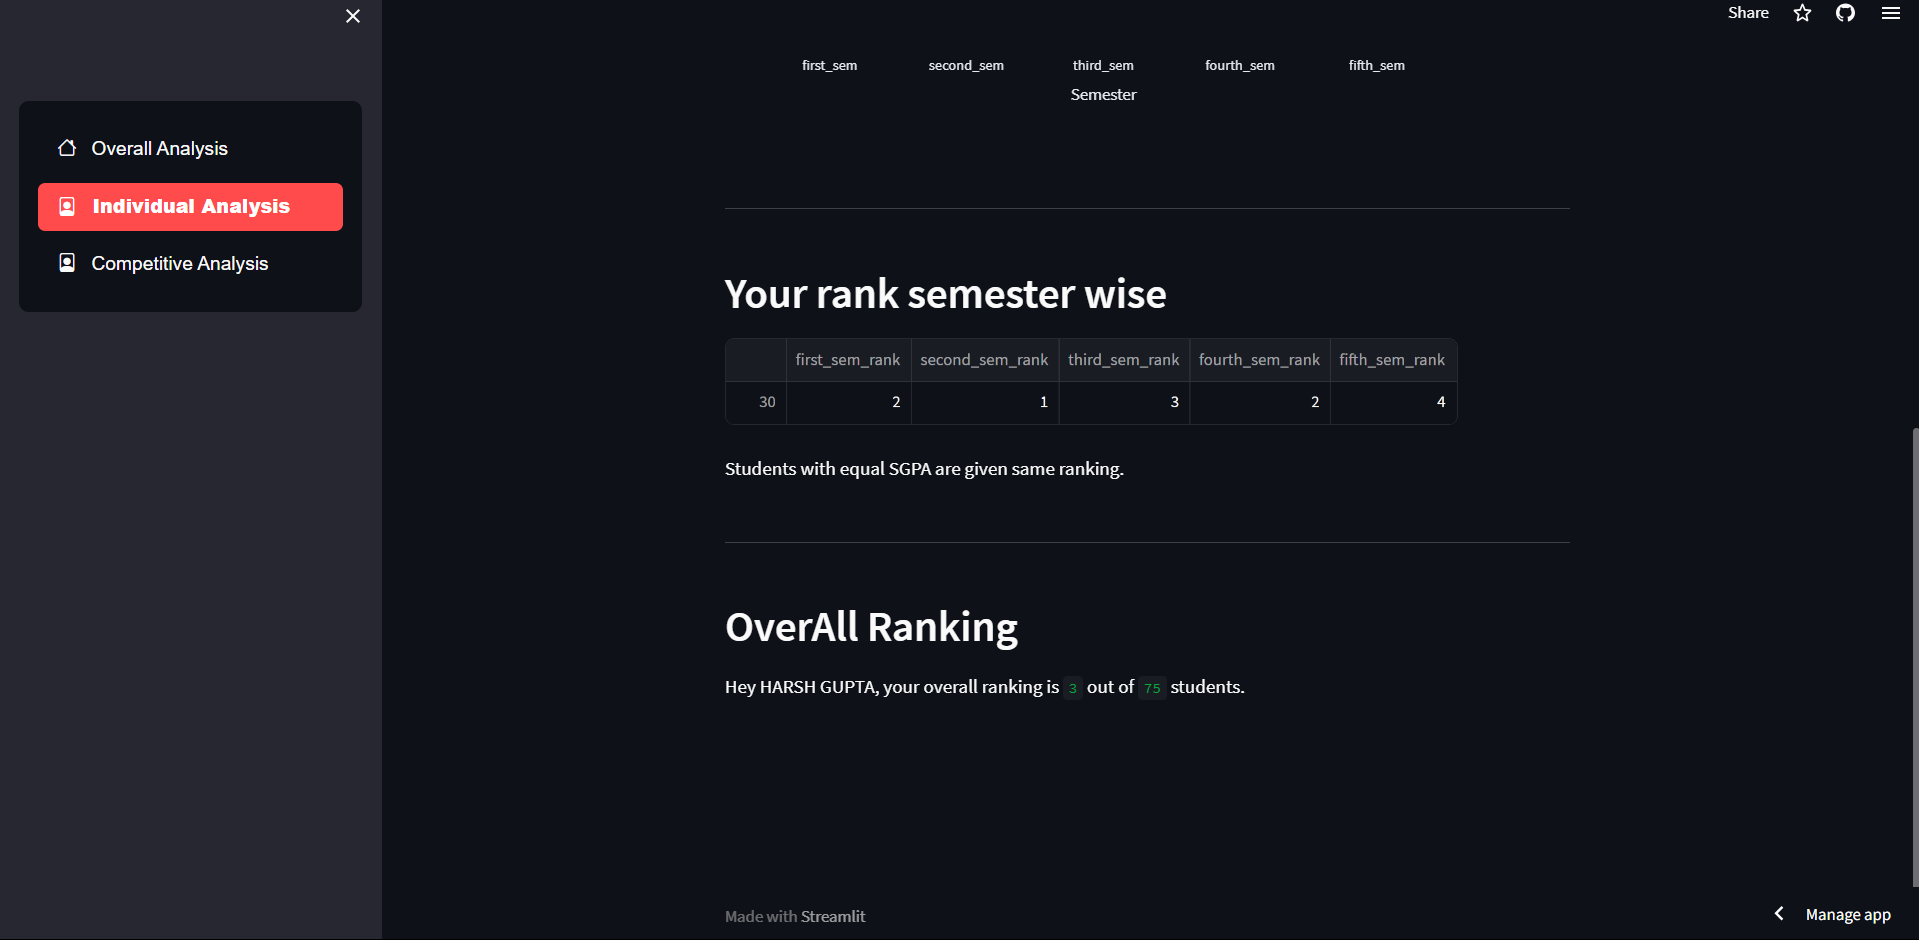 Share
Overall Analysis
Individual Analysis
Competitive Analysis
first_sem second_sem third_sem fourth_sem fifth_sem
Semester
Your rank semester wise
first_sem_rank second_sem_rank third_sem_rank fourth_sem_rank fifth_sem_rank
30 2 1 3 2 4
Students with equal SGPA are given same ranking.
OverAll Ranking
Hey HARSH GUPTA, your overall ranking is 3 out of 75 students.
Made with Streamlit
Manage app